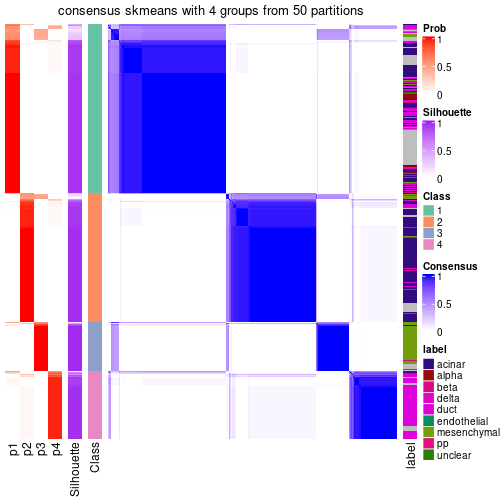 consensus skmeans with 4 groups from 50 partitions
p1
p2
p3
p4
Silhouette
Class
label
Prob
1
0.5
0
Silhouette
1
0.5
0
Class
1
2
3
4
Consensus
1
0.5
0
label
acinar
alpha
beta
delta
duct
endothelial
mesenchymal
pp
unclear